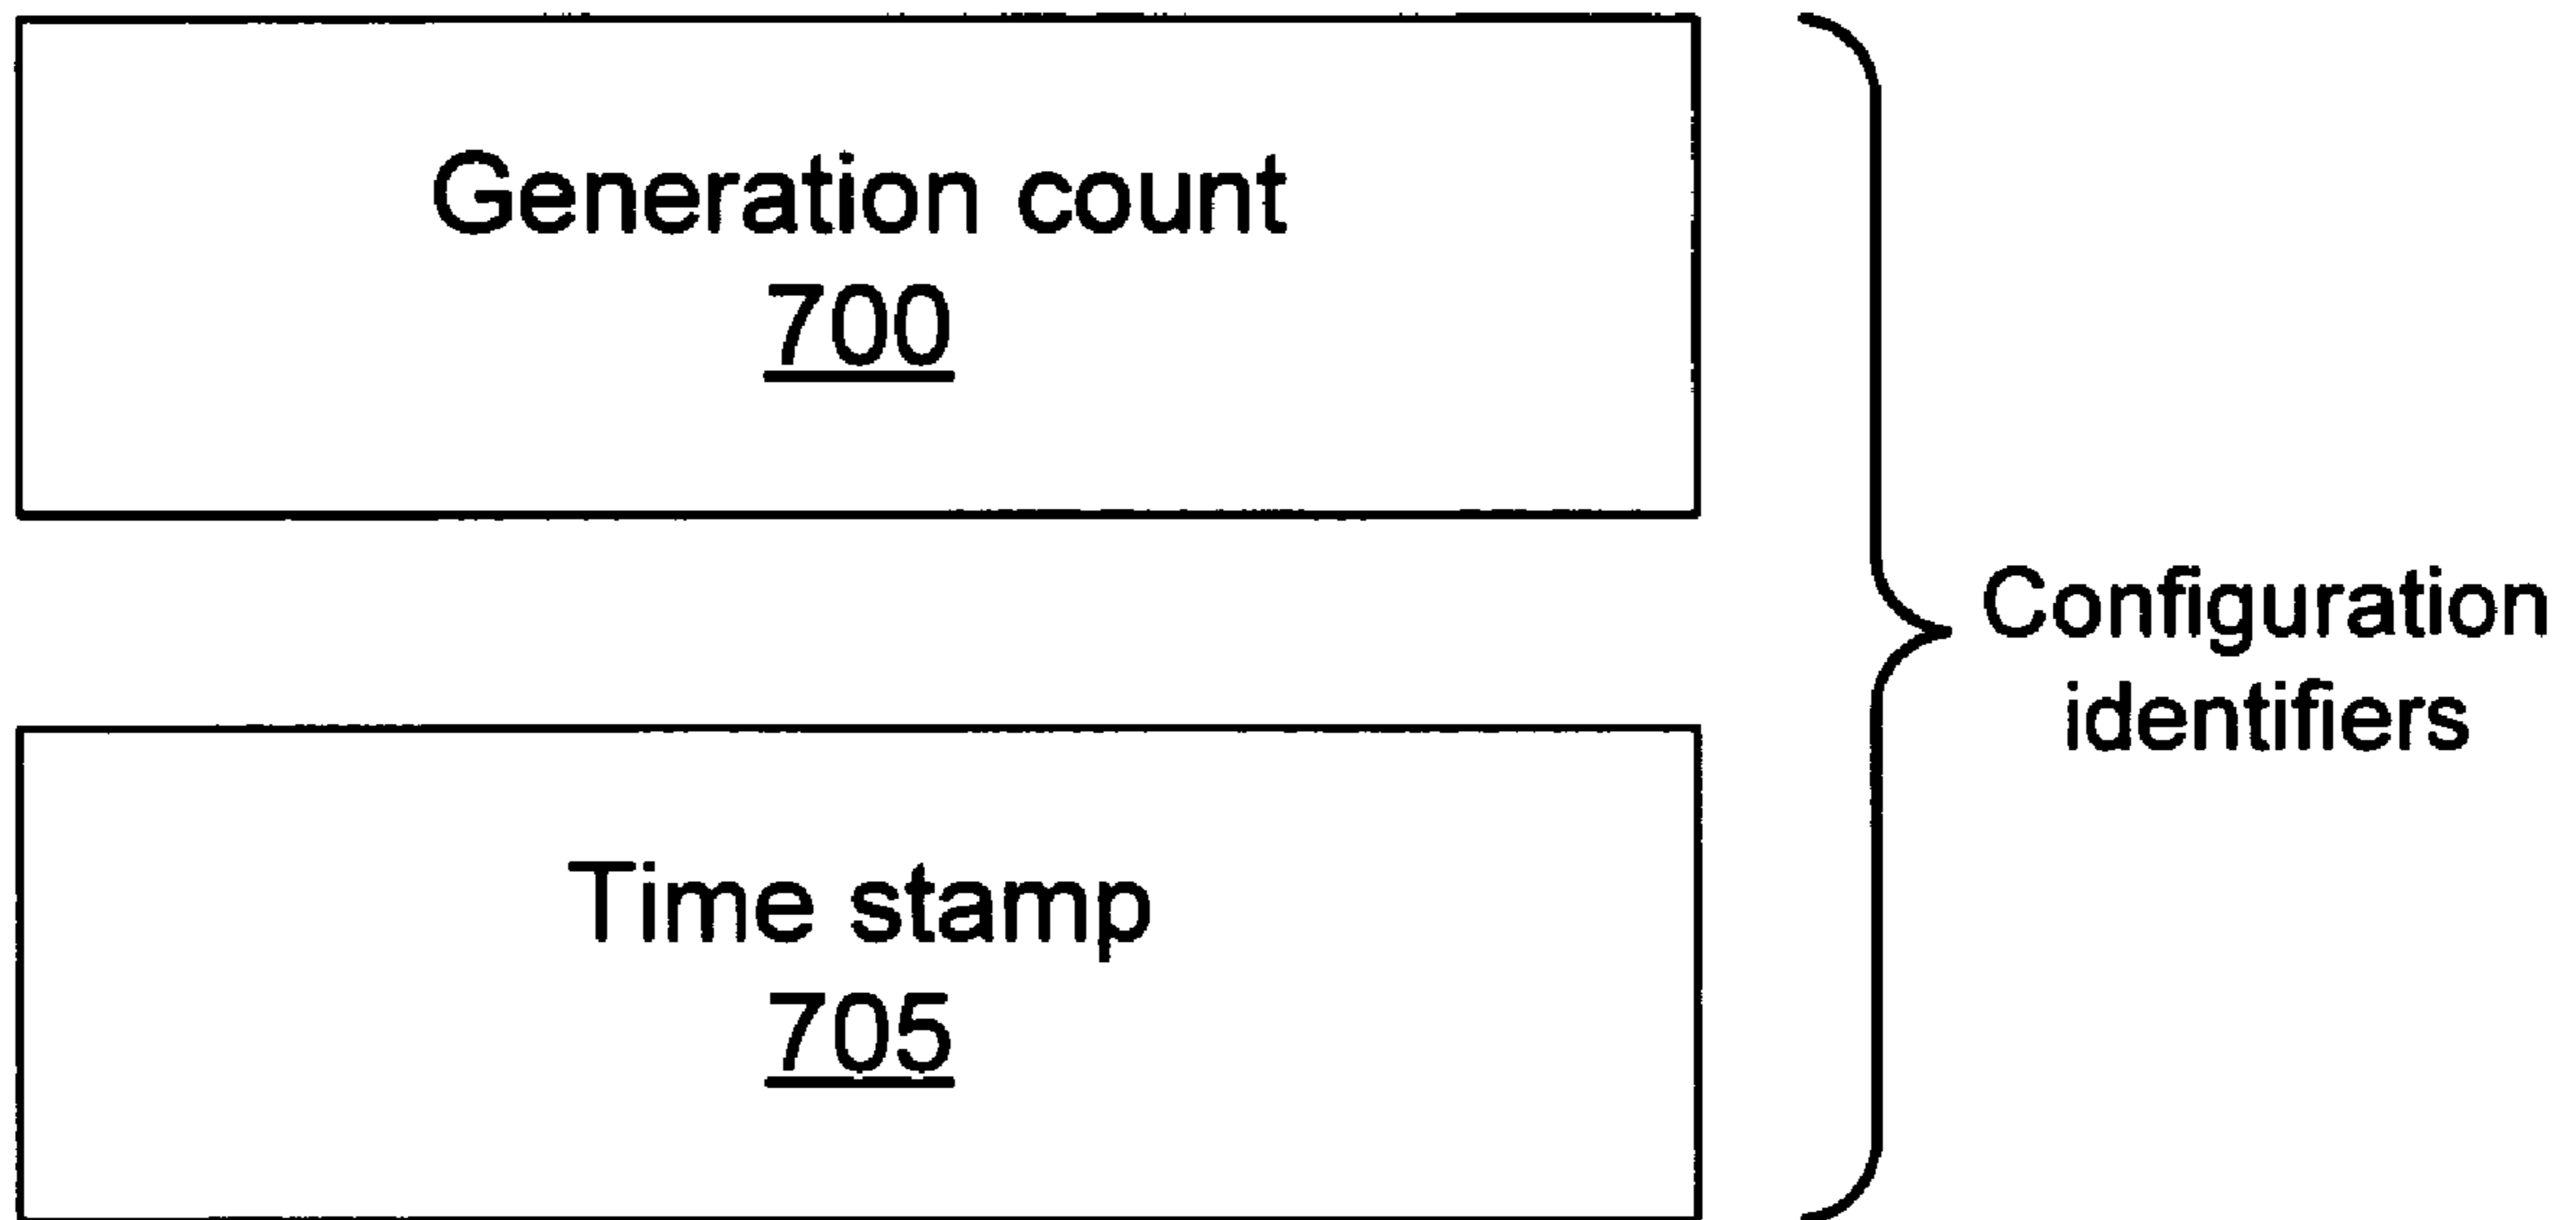 Generation count
700
Configuration
identifiers
Time stamp
705